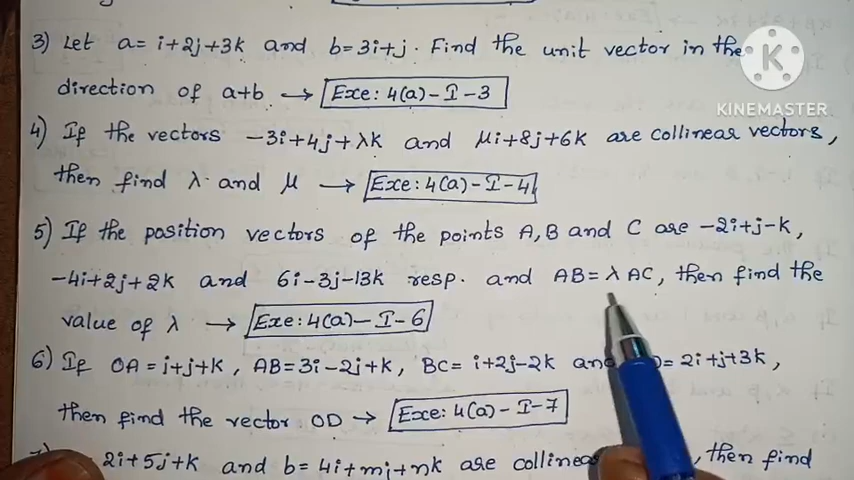 3) Let a= i+2j+3k and b=3i+j. Find the unit vector in the
KINEMASTER
direction of a+b → Exe: 4(a)-I-3
4) If the vectors -3i+4j+λk and μi+8j+6k are collinear vectors,
then find λ and μ → Exe: 4(a)-I-4
5) If the position vectors of the points A, B and C are -2i+j-k,
-4i+2j+2k and 6i-3j-13k resp. and AB= λ AC, then find the
value of λ → Exe: 4(a)-I-6
6) If OA = i+j+k, AB=3i-2j+k, BC= i+2j-2k and =2i+j+3k,
then find the vector OD → Exe: 4(a)-I-7
2i+5j+k and b= 4i+mj+nk are then find